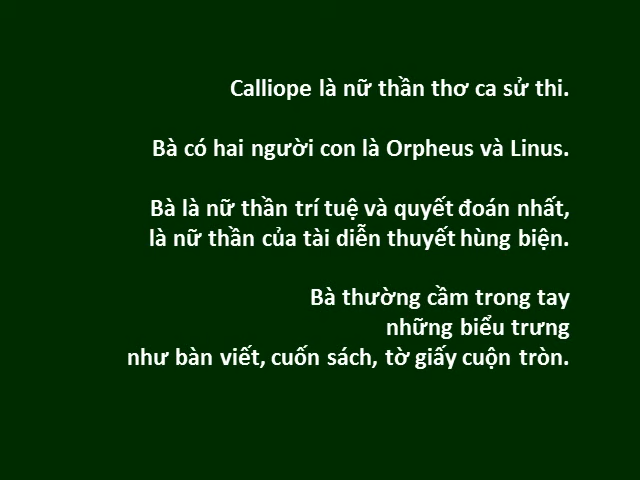 Calliope là nữ thần thơ ca sử thi.
Bà có hai người con là Orpheus và Linus.
Bà là nữ thần trí tuệ và quyết đoán nhất,
là nữ thần của tài diễn thuyết hùng biện.
Bà thường cầm trong tay
những biểu trưng
như bàn viết, cuốn sách, tờ giấy cuộn tròn.